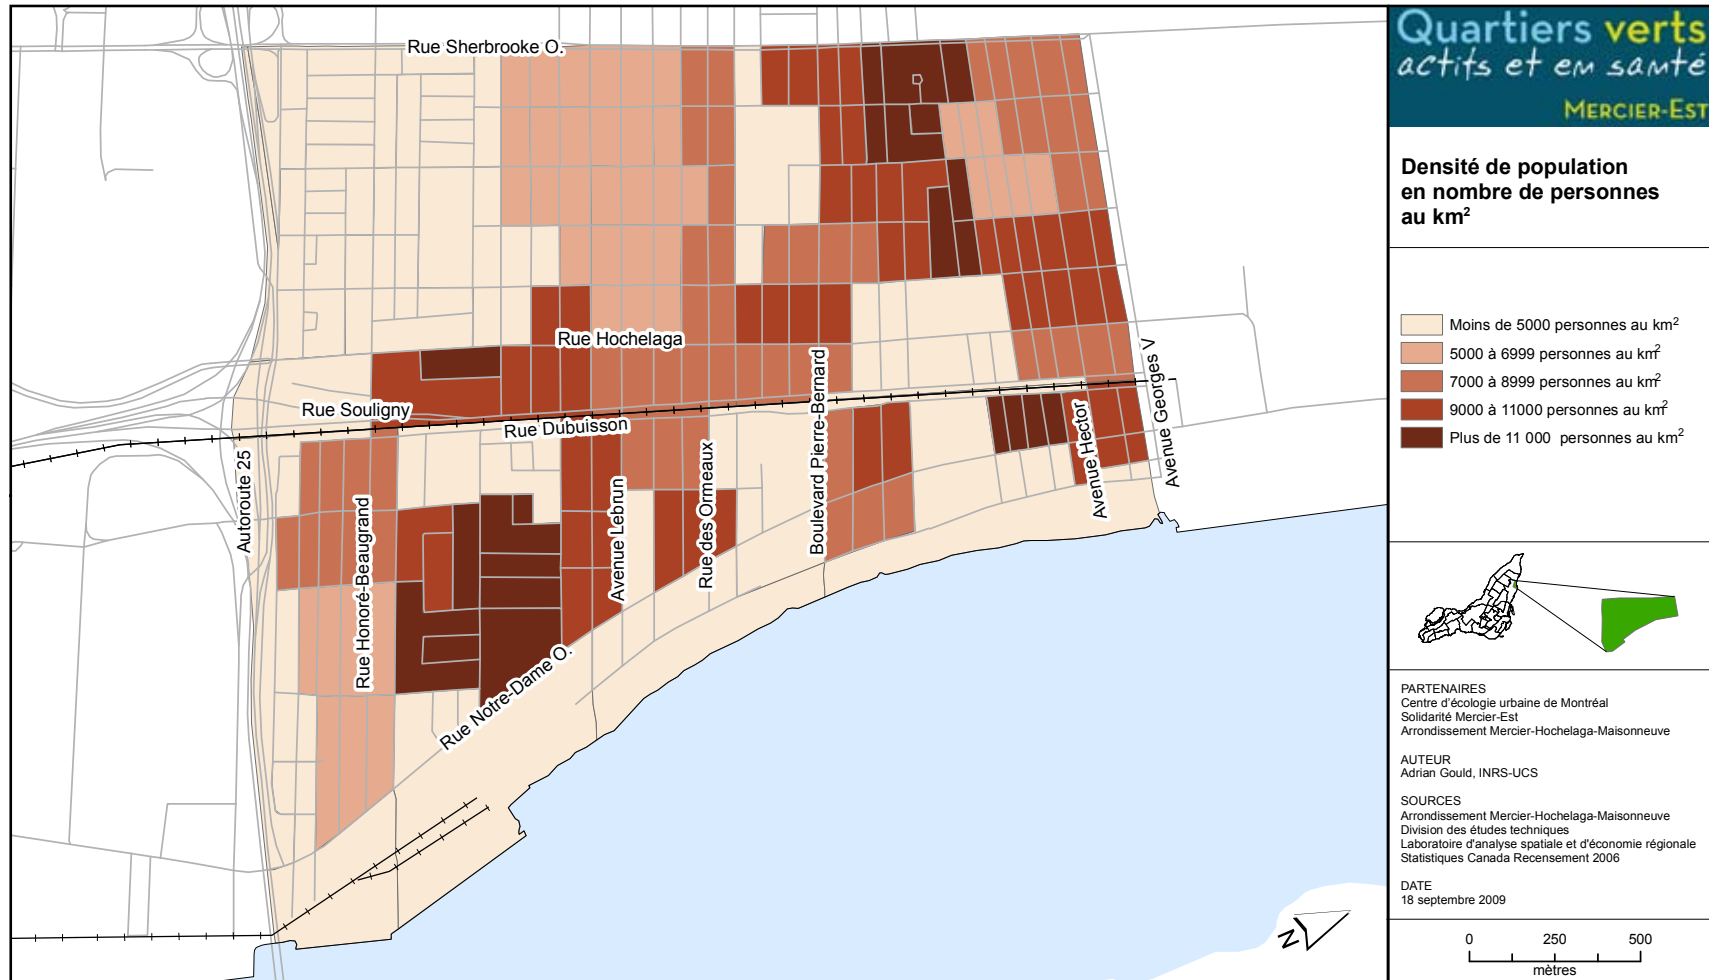 Rue Sherbrooke O.
Rue Hochelaga
Rue Souligny
Rue Dubuisson
Autoroute 25
Rue Honoré-Beaugrand
Avenue Lebrun
Rue des Ormeaux
Boulevard Pierre-Bernard
Avenue Hector
Avenue Georges V
Rue Notre-Dame O.
N
Quartiers verts
actifs et en santé
MERCIER-EST
Densité de population
en nombre de personnes
au km²
Moins de 5000 personnes au km²
5000 à 6999 personnes au km²
7000 à 8999 personnes au km²
9000 à 11000 personnes au km²
Plus de 11 000 personnes au km²
PARTENAIRES
Centre d'écologie urbaine de Montréal
Solidarité Mercier-Est
Arrondissement Mercier-Hochelaga-Maisonneuve
AUTEUR
Adrian Gould, INRS-UCS
SOURCES
Arrondissement Mercier-Hochelaga-Maisonneuve
Division des études techniques
Laboratoire d'analyse spatiale et d'économie régionale
Statistiques Canada Recensement 2006
DATE
18 septembre 2009
0 250 500
mètres